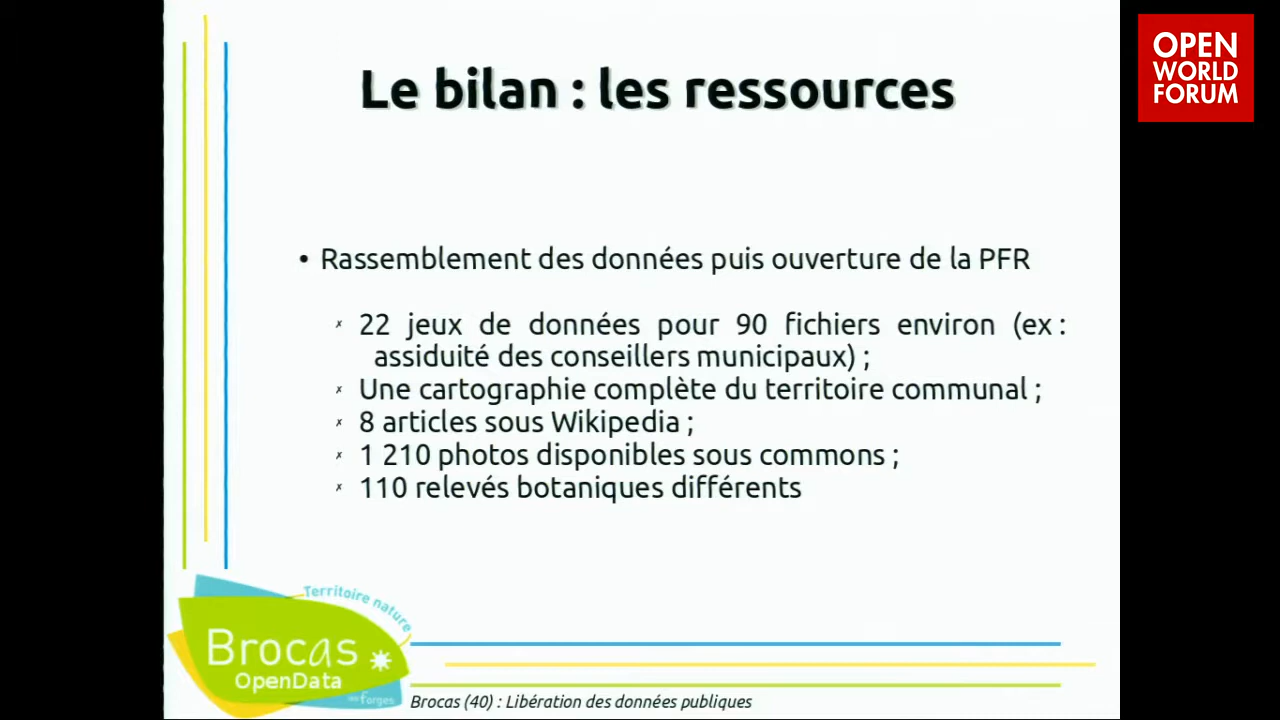 OPEN
WORLD
FORUM
Le bilan : les ressources
• Rassemblement des données puis ouverture de la PFR
22 jeux de données pour 90 fichiers environ (ex :
assiduité des conseillers municipaux) ;
Une cartographie complète du territoire communal ;
8 articles sous Wikipedia ;
1 210 photos disponibles sous commons ;
110 relevés botaniques différents
Territoire nature
Brocas
OpenData
les forges
Brocas (40) : Libération des données publiques